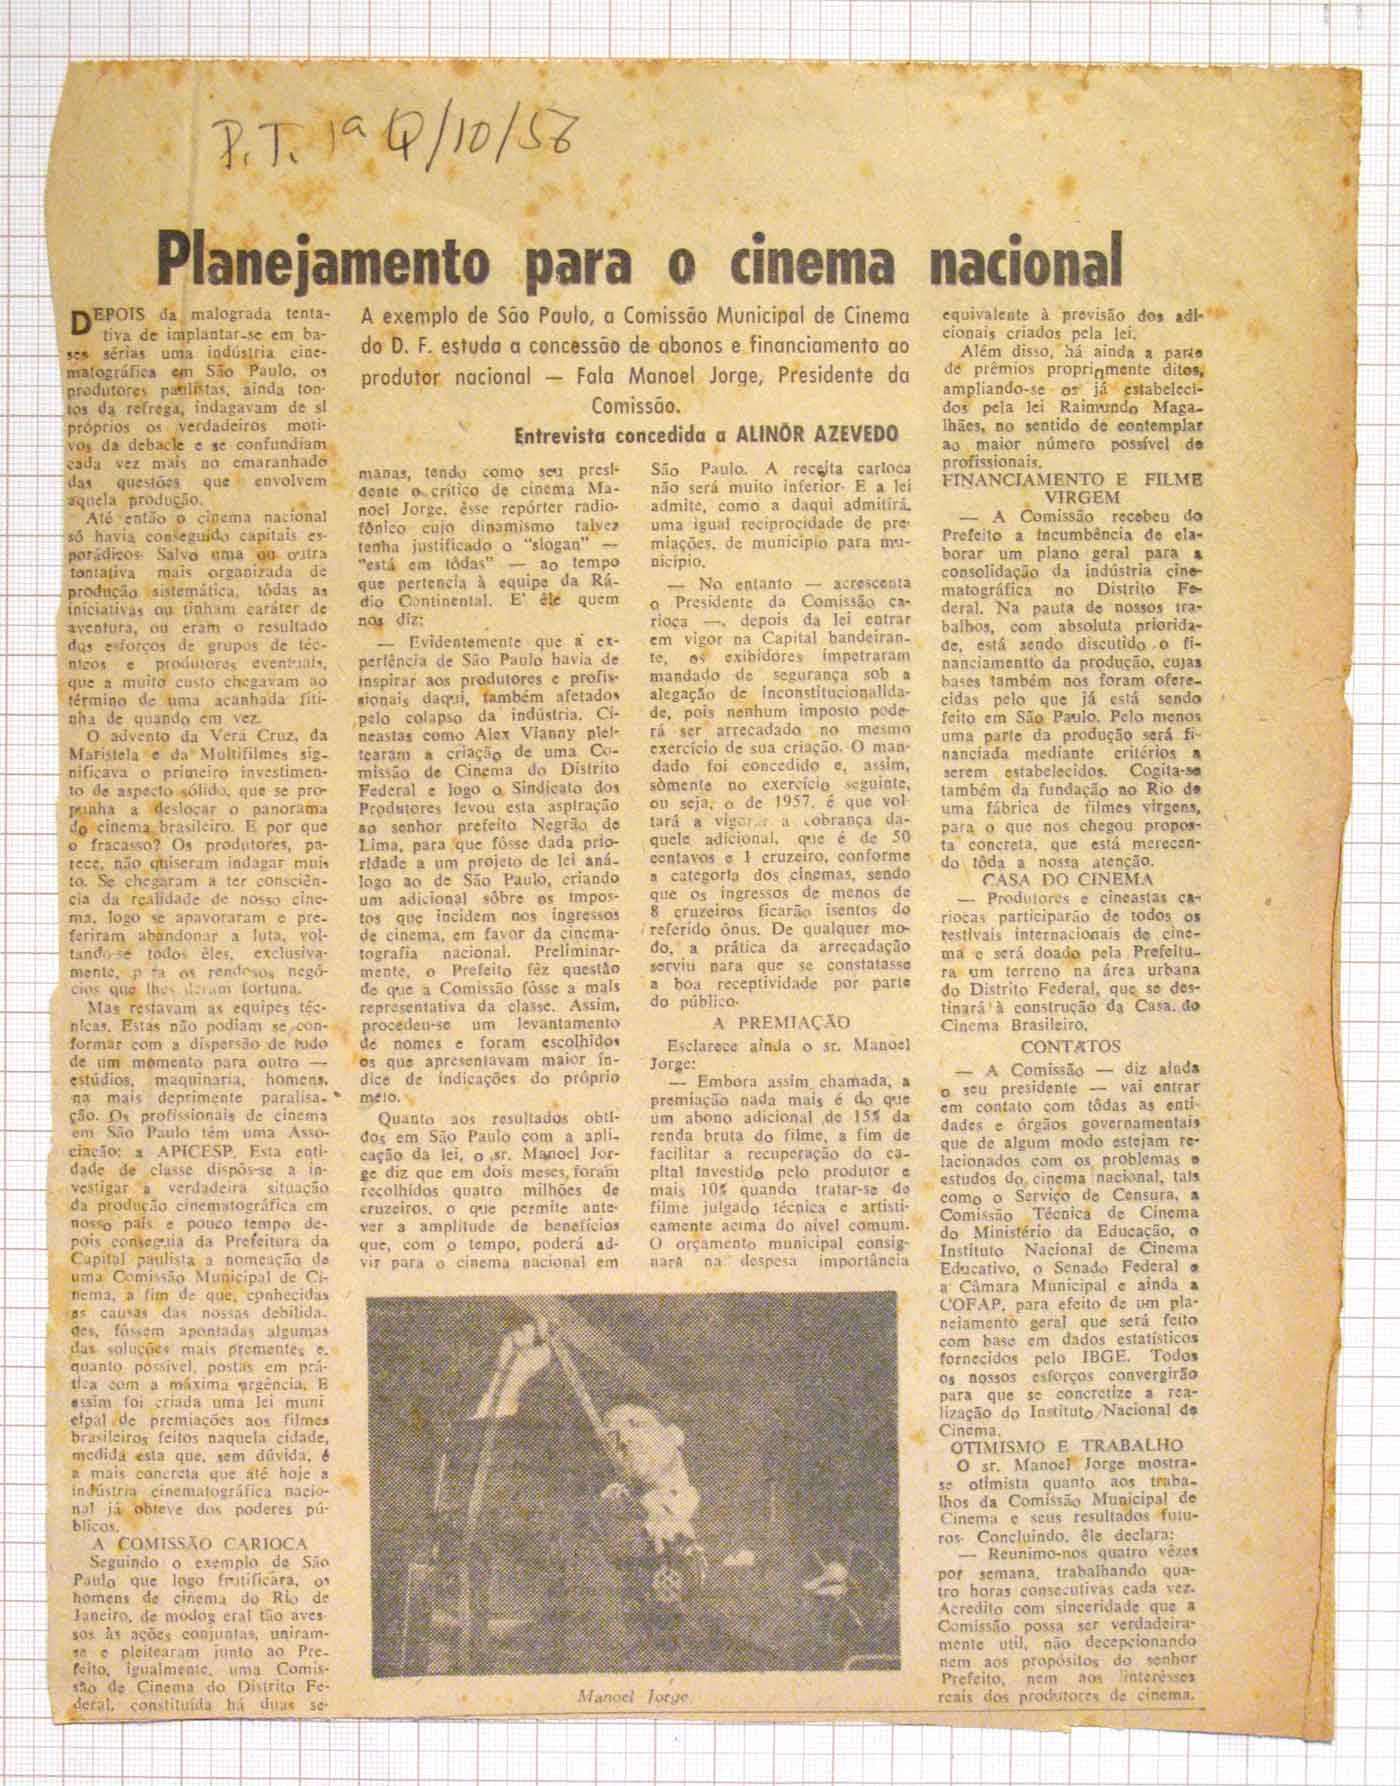 P.T. 1ª Q/10/56
Planejamento para o cinema nacional
DEPOIS da malograda tenta-
tiva de implantar-se em ba-
ses sérias uma indústria cine-
matográfica em São Paulo, os
produtores paulistas, ainda ton-
tos da refrega, indagavam de si
próprios os verdadeiros moti-
vos da debacle e se confundiam
cada vez mais no emaranhado
das questões que envolvem
aquela produção.
Até então o cinema nacional
só havia conseguido capitais es-
porádicos. Salvo uma ou outra
tentativa mais organizada de
produção sistemática, tôdas as
iniciativas ou tinham caráter de
aventura, ou eram o resultado
dos esforços de grupos de téc-
nicos e produtores eventuais,
que a muito custo chegavam ao
término de uma acanhada fiti-
nha de quando em vez.
O advento da Vera Cruz, da
Maristela e da Multifilmes sig-
nificava o primeiro investimen-
to de aspecto sólido, que se pro-
punha a deslocar o panorama
do cinema brasileiro. E por que
o fracasso? Os produtores, pa-
rece, não quiseram indagar muis
to. Se chegaram a ter consciên-
cia da realidade de nosso cine-
ma, logo se apavoraram e pre-
feriram abandonar a luta, vol-
tando-se todos êles, exclusiva-
mente, para os rendosos negó-
cios que lhes deram fortuna.
Mas restavam as equipes téc-
nicas. Estas não podiam se con-
formar com a dispersão de tudo
de um momento para outro —
estúdios, maquinaria, homens,
na mais deprimente paralisa-
ção. Os profissionais de cinema
em São Paulo têm uma Asso-
ciação: a APICESP. Esta enti-
dade de classe dispôs-se a in-
vestigar a verdadeira situação
da produção cinematográfica em
nosso país e pouco tempo de-
pois conseguia da Prefeitura da
Capital paulista a nomeação de
uma Comissão Municipal de Ci-
nema, a fim de que, conhecidas
as causas das nossas debilida-
des, fôssem apontadas algumas
das soluções mais prementes e,
quanto possível, postas em prá-
tica com a máxima urgência. E
assim foi criada uma lei muni
cipal de premiações aos filmes
brasileiros feitos naquela cidade,
medida esta que, sem dúvida, é
a mais concreta que até hoje a
indústria cinematográfica nacio-
nal já obteve dos poderes pú-
blicos.
A COMISSÃO CARIOCA
Seguindo o exemplo de São
Paulo que logo frutificara, os
homens de cinema do Rio de
Janeiro, de modos eral tão aves-
sos às ações conjuntas, uniram-
se e pleitearam junto ao Pre-
feito, igualmente, uma Comis-
são de Cinema do Distrito Fe-
deral, constituída há duas se-
A exemplo de São Paulo, a Comissão Municipal de Cinema
do D. F. estuda a concessão de abonos e financiamento ao
produtor nacional — Fala Manoel Jorge, Presidente da
Comissão.
Entrevista concedida a ALINOR AZEVEDO
manas, tendo como seu presi-
dente o crítico de cinema Ma-
noel Jorge, êsse repórter radio-
fônico cujo dinamismo talvez
tenha justificado o "slogan" —
"está em tôdas" — ao tempo
que pertencia à equipe da Rá-
dio Continental. E' êle quem
nos diz:
— Evidentemente que a ex-
periência de São Paulo havia de
inspirar aos produtores e profis-
sionais daqui, também afetados
pelo colapso da indústria. Ci-
neastas como Alex Vianny plei-
tearam a criação de uma Co-
missão de Cinema do Distrito
Federal e logo o Sindicato dos
Produtores levou esta aspiração
ao senhor prefeito Negrão de
Lima, para que fôsse dada prio-
ridade a um projeto de lei aná-
logo ao de São Paulo, criando
um adicional sôbre os impos-
tos que incidem nos ingressos
de cinema, em favor da cinema-
tografia nacional. Preliminar-
mente, o Prefeito fêz questão
de que a Comissão fôsse a mais
representativa da classe. Assim,
procedeu-se um levantamento
de nomes e foram escolhidos
os que apresentavam maior ín-
dice de indicações do próprio
meio.
Quanto aos resultados obti-
dos em São Paulo com a apli-
cação da lei, o sr. Manoel Jor-
ge diz que em dois meses, foram
recolhidos quatro milhões de
cruzeiros, o que permite ante-
ver a amplitude de benefícios
que, com o tempo, poderá ad-
vir para o cinema nacional em
São Paulo. A receita carioca
não será muito inferior. E a lei
admite, como a daqui admitirá,
uma igual reciprocidade de pre-
miações, de município para mu-
nicípio.
— No entanto — acrescenta
o Presidente da Comissão ca-
rioca —, depois da lei entrar
em vigor na Capital bandeiran-
te, os exibidores impetraram
mandado de segurança sob a
alegação de inconstitucionalida-
de, pois nenhum imposto pode-
rá ser arrecadado no mesmo
exercício de sua criação. O man-
dado foi concedido e, assim,
sòmente no exercício seguinte,
ou seja, o de 1957, é que vol
tará a vigorar a cobrança da-
quele adicional, que é de 50
centavos e 1 cruzeiro, conforme
a categoria dos cinemas, sendo
que os ingressos de menos de
8 cruzeiros ficarão isentos do
referido ônus. De qualquer mo-
do, a prática da arrecadação
serviu para que se constatasse
a boa receptividade por parte
do público.
A PREMIAÇÃO
Esclarece ainda o sr. Manoel
Jorge:
— Embora assim chamada, a
premiação nada mais é do que
um abono adicional de 15% da
renda bruta do filme, a fim de
facilitar a recuperação do ca-
pital investido pelo produtor e
mais 10% quando tratar-se de
filme julgado técnica e artisti-
camente acima do nível comum.
O orçamento municipal consig-
nará na despesa importância
Manoel Jorge
equivalente à previsão dos adi-
cionais criados pela lei.
Além disso, há ainda a parte
de prêmios propriamente ditos,
ampliando-se os já estabeleci-
dos pela lei Raimundo Maga-
lhães, no sentido de contemplar
ao maior número possível de
profissionais.
FINANCIAMENTO E FILME
VIRGEM
— A Comissão recebeu do
Prefeito a incumbência de ela-
borar um plano geral para a
consolidação da indústria cine-
matográfica no Distrito Fe-
deral. Na pauta de nossos tra-
balhos, com absoluta priorida-
de, está sendo discutido o fi-
nanciamentto da produção, cujas
bases também nos foram ofere-
cidas pelo que já está sendo
feito em São Paulo. Pelo menos
uma parte da produção será fi-
nanciada mediante critérios a
serem estabelecidos. Cogita-se
também da fundação no Rio de
uma fábrica de filmes virgens,
para o que nos chegou propos-
ta concreta, que está merecen-
do tôda a nossa atenção.
CASA DO CINEMA
— Produtores e cineastas ca-
riocas participarão de todos os
festivais internacionais de cine-
ma e será doado pela Prefeitu-
ra um terreno na área urbana
do Distrito Federal, que se des-
tinará à construção da Casa do
Cinema Brasileiro.
CONTATOS
— A Comissão — diz ainda
o seu presidente — vai entrar
em contato com tôdas as enti-
dades e órgãos governamentais
que de algum modo estejam re-
lacionados com os problemas e
estudos do cinema nacional, tais
como o Serviço de Censura, a
Comissão Técnica de Cinema
do Ministério da Educação, o
Instituto Nacional de Cinema
Educativo, o Senado Federal e
a Câmara Municipal e ainda a
COFAP, para efeito de um pla-
nejamento geral que será feito
com base em dados estatísticos
fornecidos pelo IBGE. Todos
os nossos esforços convergirão
para que se concretize a rea-
lização do Instituto Nacional de
Cinema.
OTIMISMO E TRABALHO
O sr. Manoel Jorge mostra-
se otimista quanto aos traba-
lhos da Comissão Municipal de
Cinema e seus resultados futu-
ros. Concluindo, êle declara:
— Reunimo-nos quatro vêzes
por semana, trabalhando qua-
tro horas consecutivas cada vez.
Acredito com sinceridade que a
Comissão possa ser verdadeira-
mente util, não decepcionando
nem aos propósitos do senhor
Prefeito, nem aos interêsses
reais dos produtores de cinema.